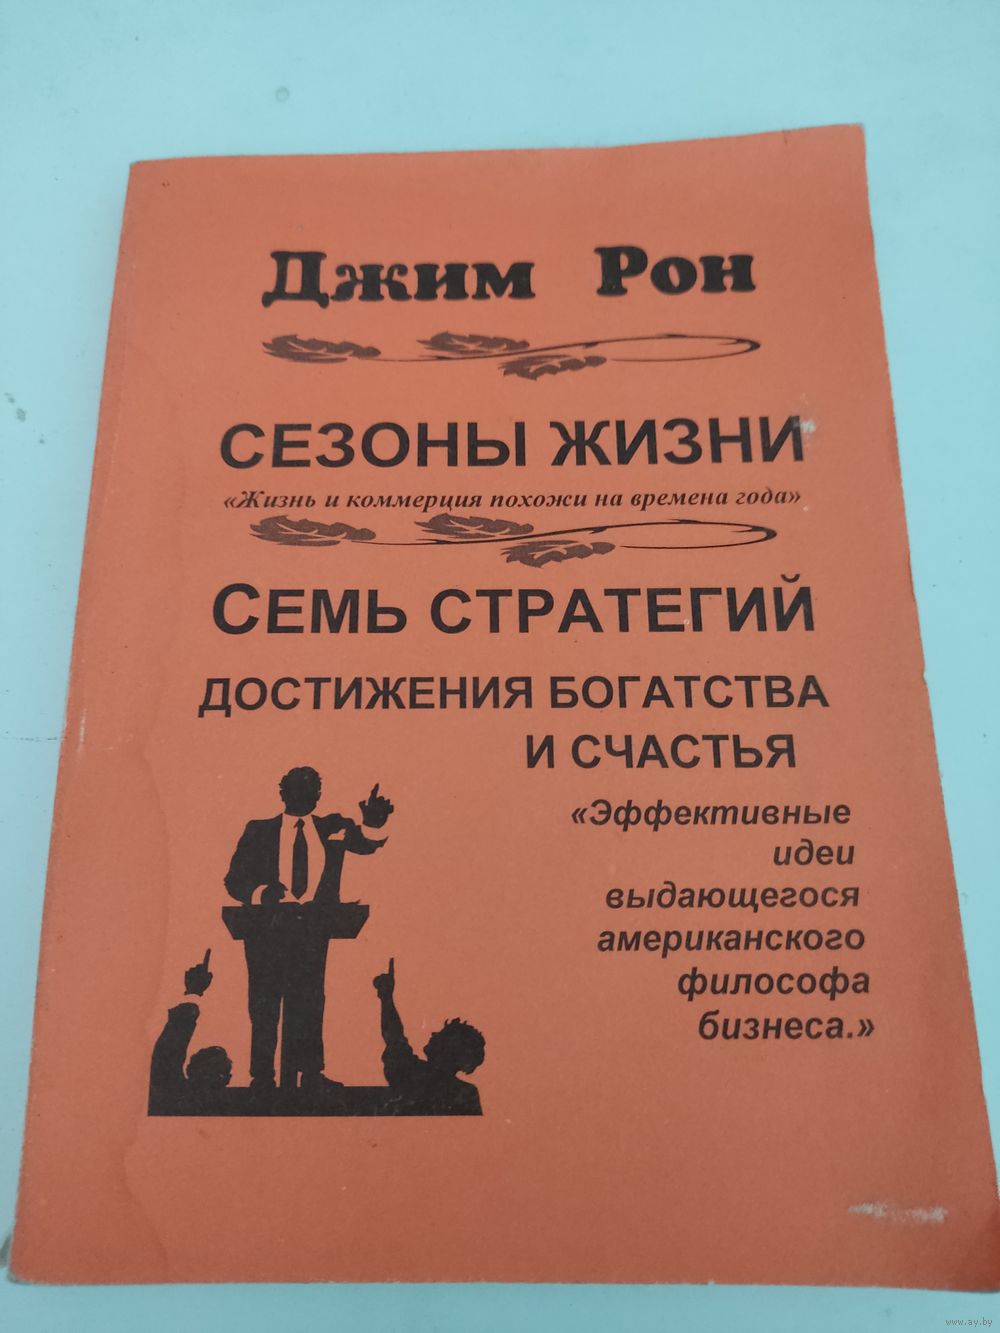 Джим Рон
СЕЗОНЫ ЖИЗНИ
«Жизнь и коммерция похожи на времена года»
СЕМЬ СТРАТЕГИЙ
ДОСТИЖЕНИЯ БОГАТСТВА
И СЧАСТЬЯ
«Эффективные
идеи
выдающегося
американского
философа
бизнеса.»
www.ay.by